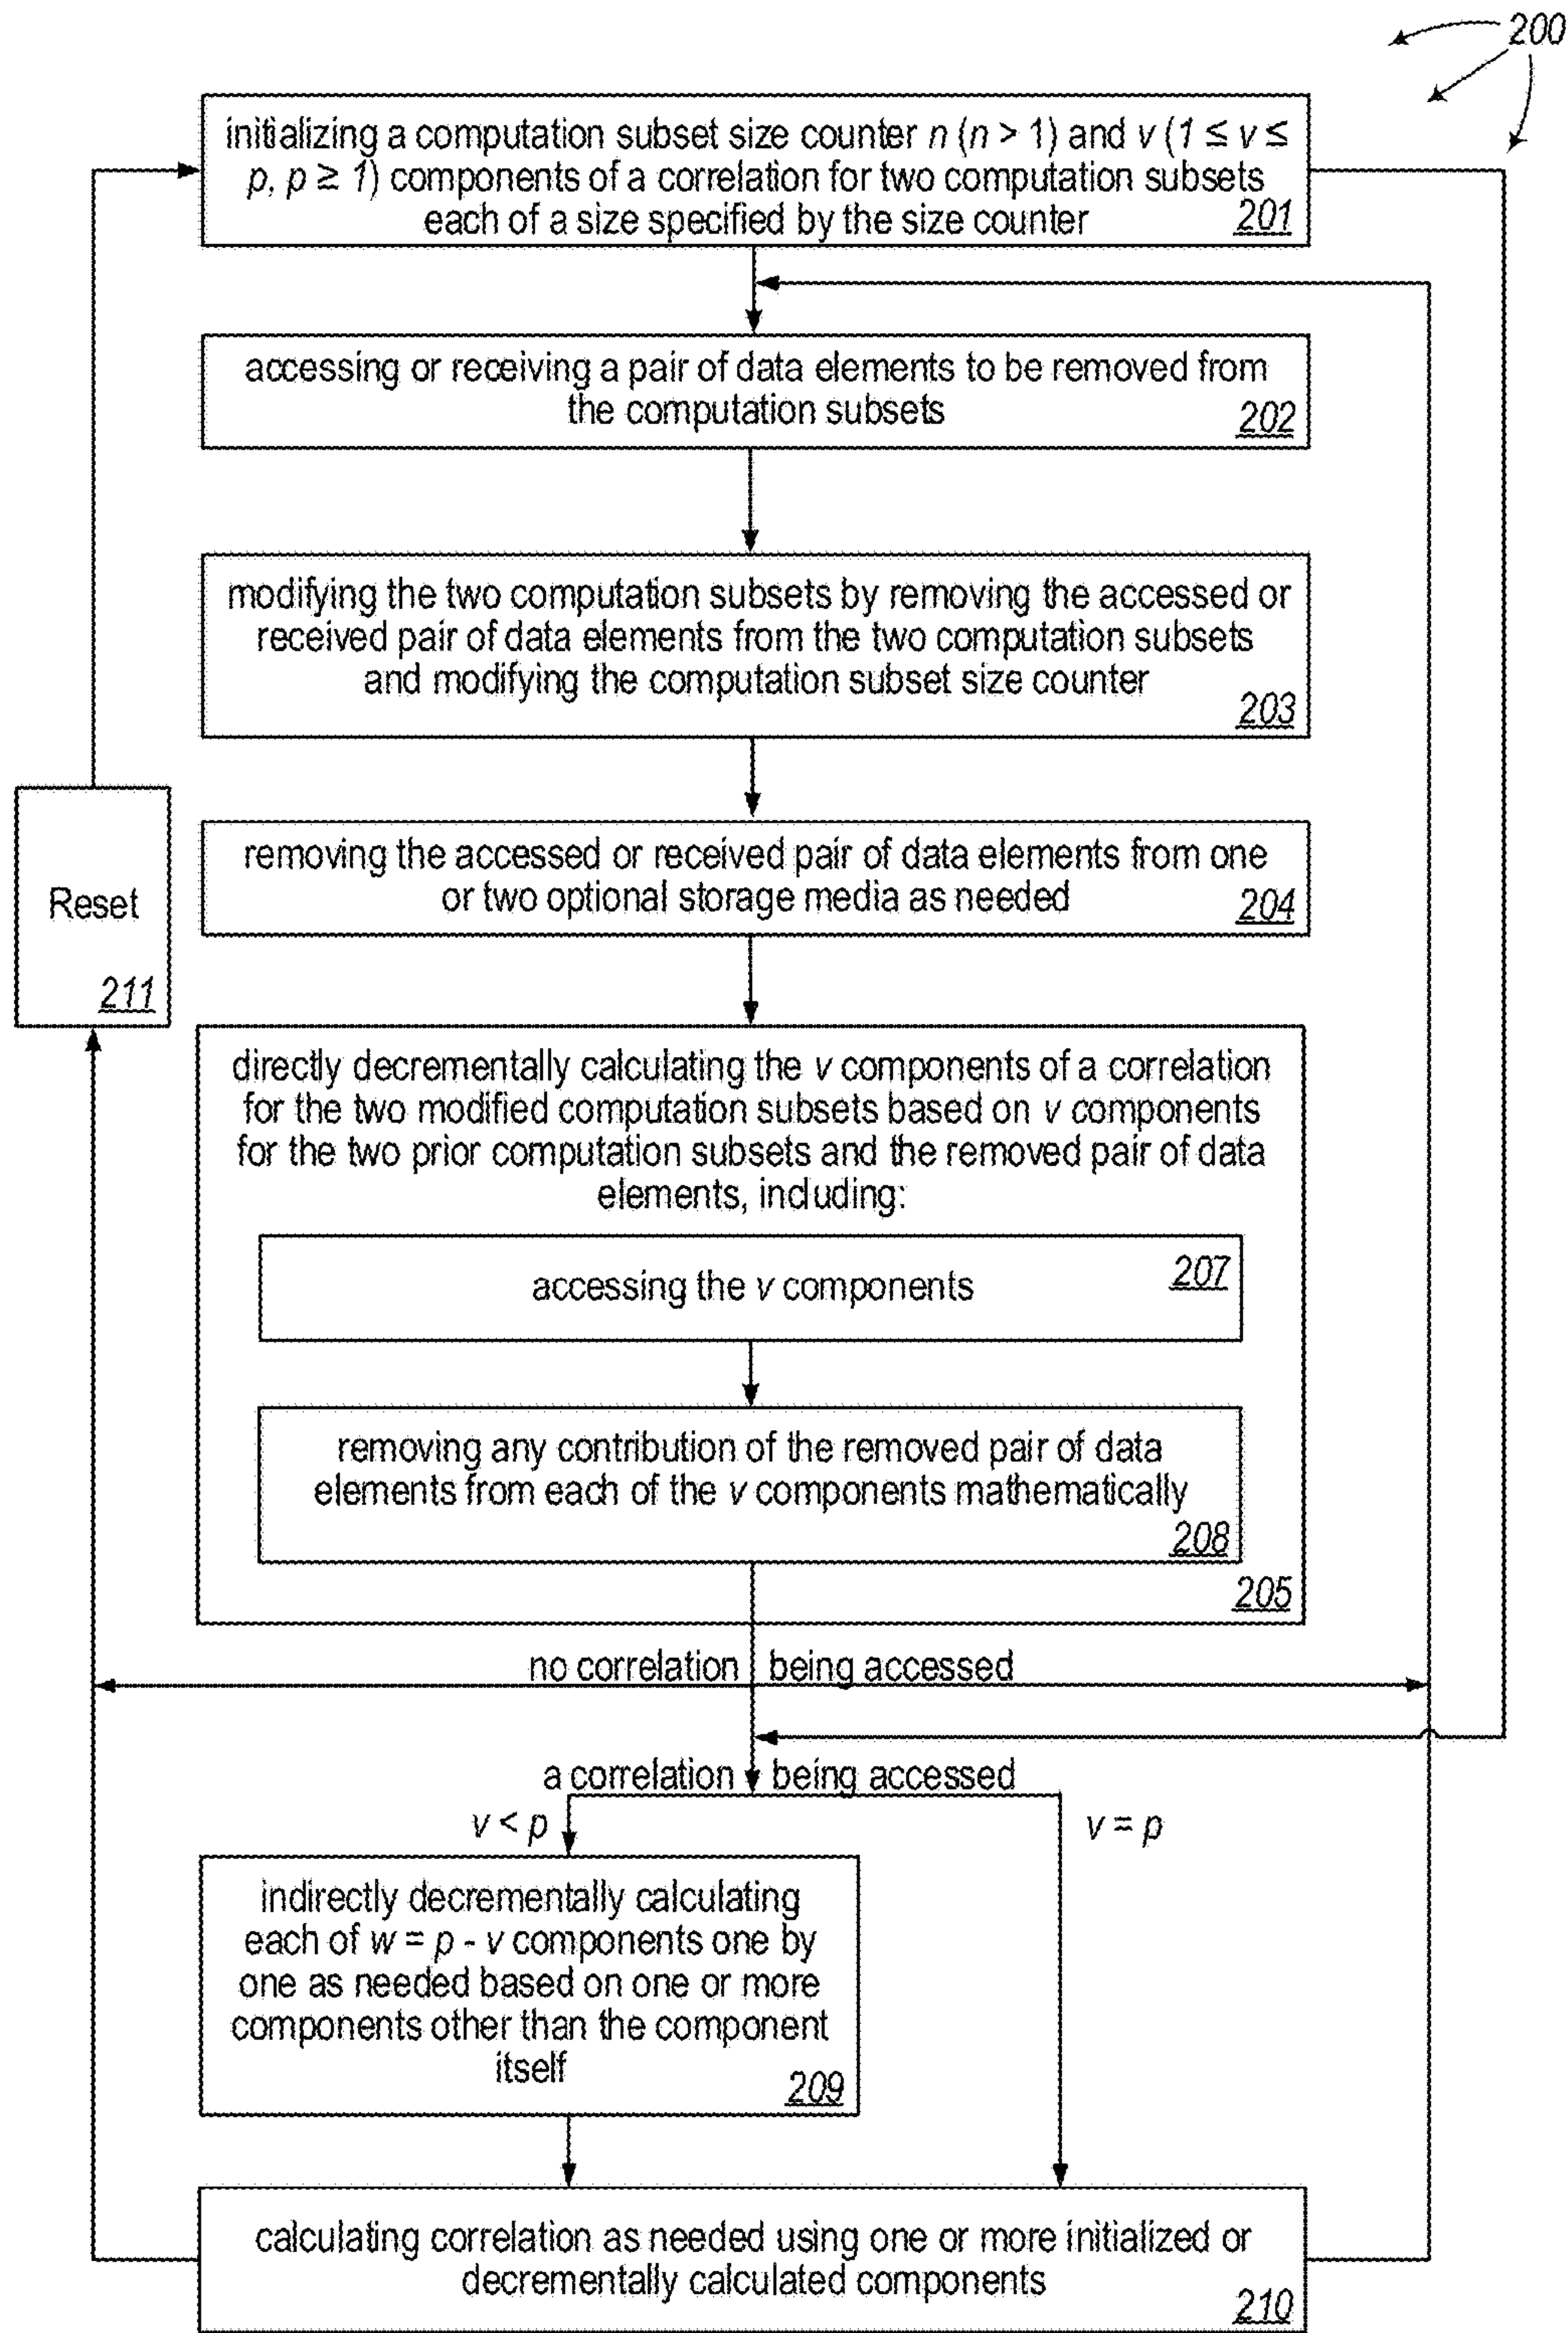 200
initializing a computation subset size counter n (n > 1) and v (1 ≤ v ≤
p, p ≥ 1) components of a correlation for two computation subsets
each of a size specified by the size counter
201
accessing or receiving a pair of data elements to be removed from
the computation subsets
202
modifying the two computation subsets by removing the accessed or
received pair of data elements from the two computation subsets
and modifying the computation subset size counter
203
removing the accessed or received pair of data elements from one
or two optional storage media as needed
204
Reset
211
directly decrementally calculating the v components of a correlation
for the two modified computation subsets based on v components
for the two prior computation subsets and the removed pair of data
elements, including:
accessing the v components
207
removing any contribution of the removed pair of data
elements from each of the v components mathematically
208
205
no correlation being accessed
a correlation being accessed
v < p
v = p
indirectly decrementally calculating
each of w = p - v components one by
one as needed based on one or more
components other than the component
itself
209
calculating correlation as needed using one or more initialized or
decrementally calculated components
210